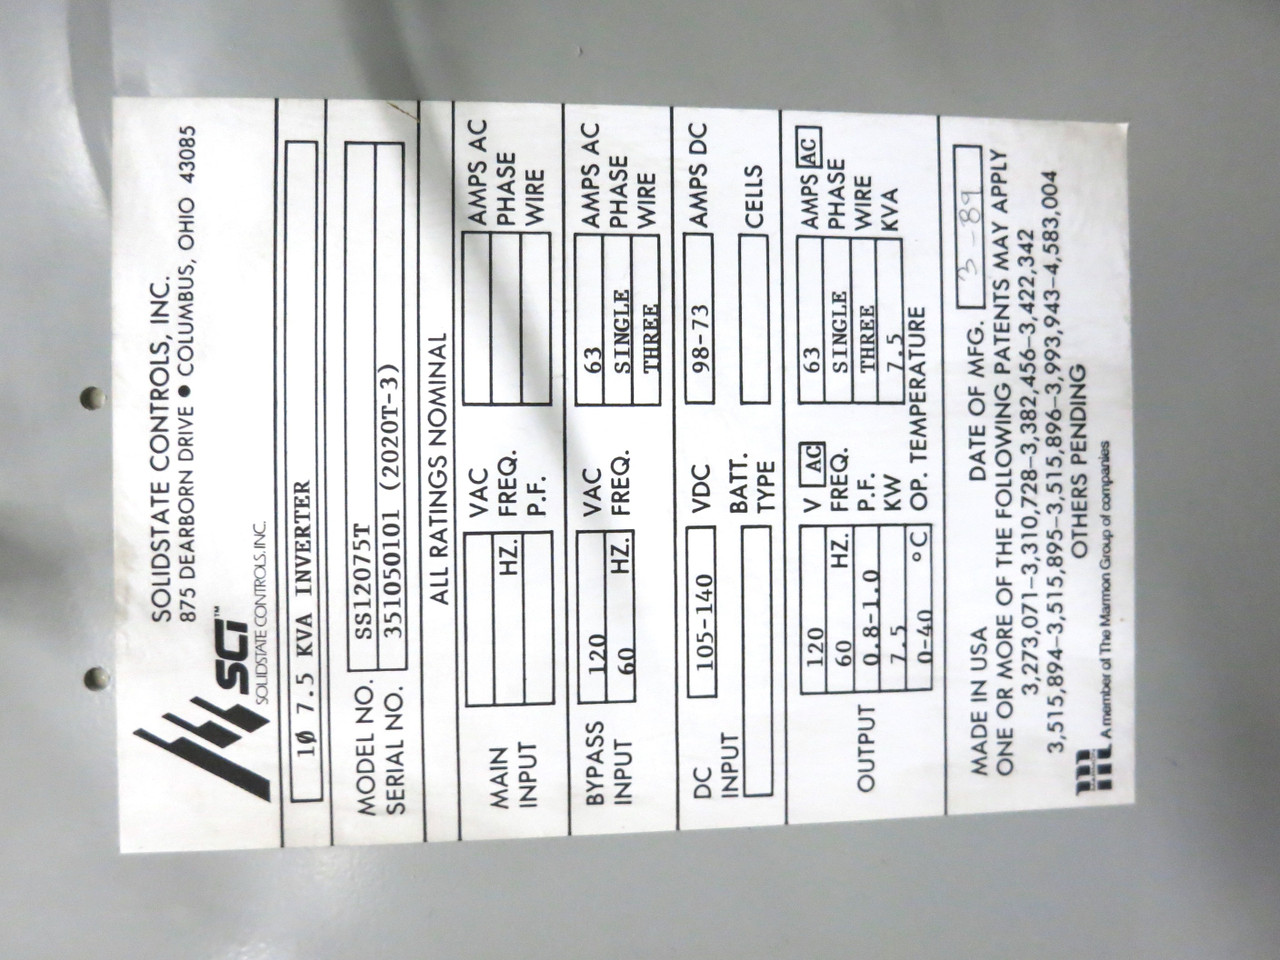 SOLIDSTATE CONTROLS, INC.
875 DEARBORN DRIVE ● COLUMBUS, OHIO 43085
SCI™
SOLIDSTATE CONTROLS, INC.
1Ø 7.5 KVA INVERTER
MODEL NO. SS12075T
SERIAL NO. 351050101 (2020T-3)
ALL RATINGS NOMINAL
MAIN INPUT
VAC AMPS AC
HZ. FREQ. PHASE
P.F. WIRE
BYPASS INPUT
120 VAC 63 AMPS AC
60 HZ. FREQ. SINGLE PHASE
THREE WIRE
DC INPUT
105-140 VDC 98-73 AMPS DC
BATT. TYPE CELLS
OUTPUT
120 V AC 63 AMPS AC
60 HZ. FREQ. SINGLE PHASE
0.8-1.0 P.F. THREE WIRE
7.5 KW 7.5 KVA
0-40 °C OP. TEMPERATURE
MADE IN USA DATE OF MFG. 3-89
ONE OR MORE OF THE FOLLOWING PATENTS MAY APPLY
3,273,071-3,310,728-3,382,456-3,422,342
3,515,894-3,515,895-3,515,896-3,993,943-4,583,004
OTHERS PENDING
A member of The Marmon Group of companies